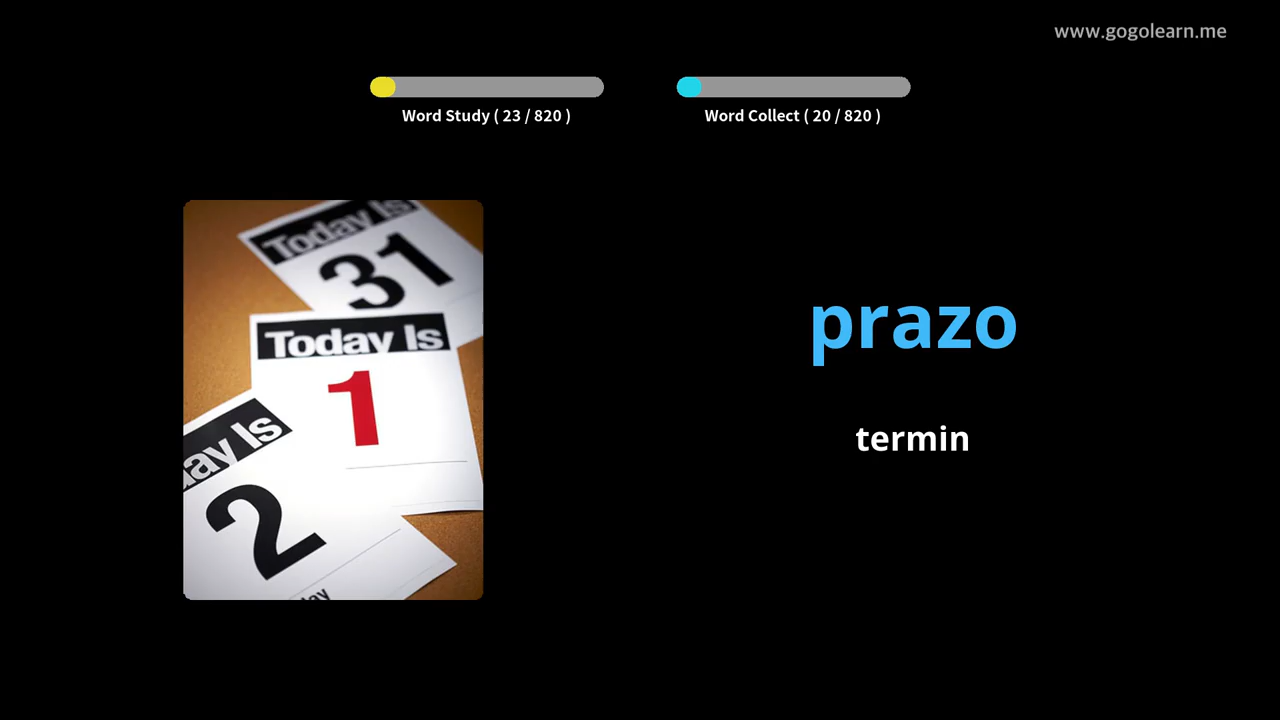 www.gogolearn.me
Word Study ( 23 / 820 )
Word Collect ( 20 / 820 )
Today Is
31
Today Is
1
day Is
2
prazo
termin